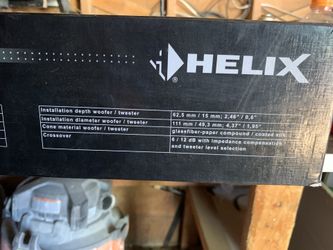 HELIX
Installation depth woofer / tweeter 62,5 mm / 15 mm; 2,46" / 0,6"
Installation diameter woofer / tweeter 111 mm / 49,3 mm; 4,37" / 1,95"
Cone material woofer / tweeter glassfiber-paper compound / coated silk
Crossover 6 / 12 dB with impedance compensation
and tweeter level selection